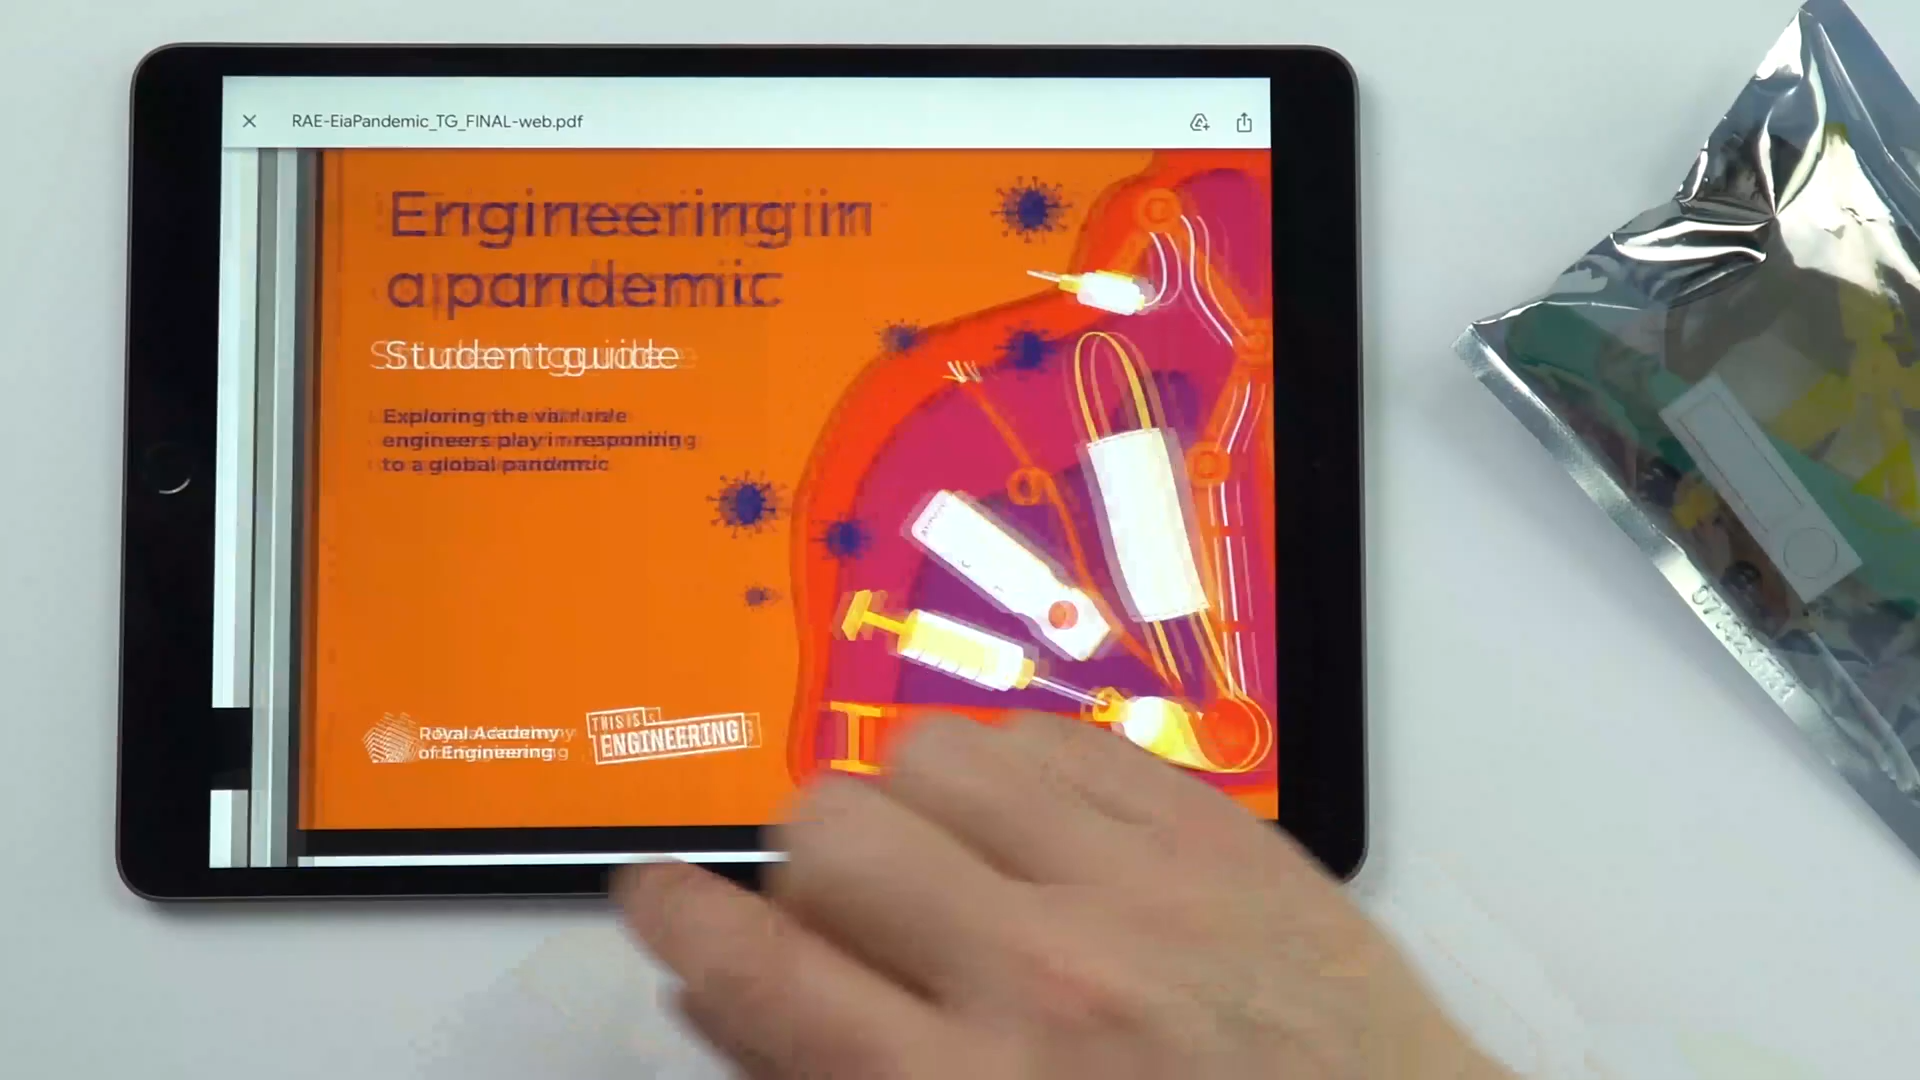 RAE-EiaPandemic_TG_FINAL-web.pdf
Engineering in
a pandemic
Student guide
Exploring the vital role
engineers play in responding
to a global pandemic
Royal Academy
of Engineering
THIS IS
ENGINEERING